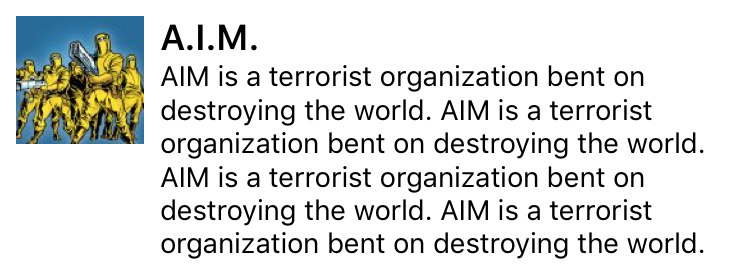 A.I.M.
AIM is a terrorist organization bent on
destroying the world. AIM is a terrorist
organization bent on destroying the world.
AIM is a terrorist organization bent on
destroying the world. AIM is a terrorist
organization bent on destroying the world.